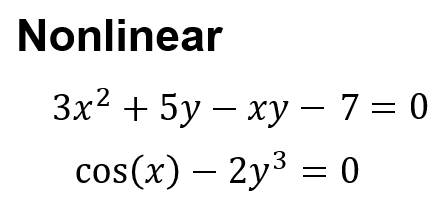 Nonlinear
3x² + 5y − xy − 7 = 0
cos(x) − 2y³ = 0